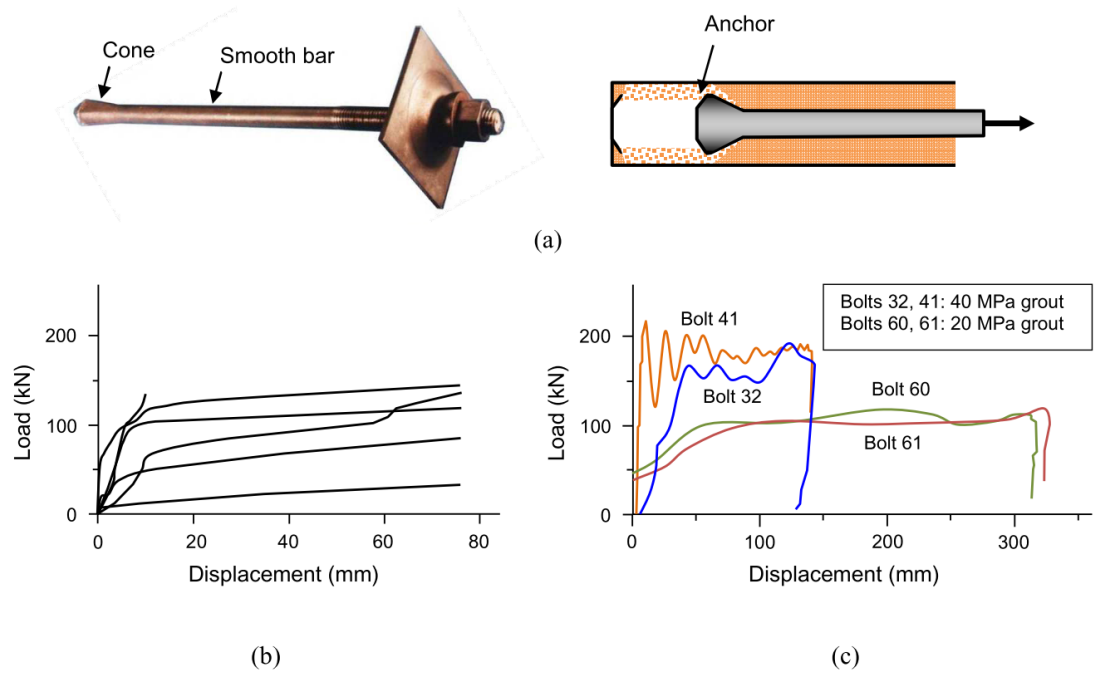 Cone
Smooth bar
Anchor
(a)
200
100
0
Load (kN)
0
20
40
60
80
Displacement (mm)
(b)
Bolts 32, 41: 40 MPa grout
Bolts 60, 61: 20 MPa grout
Bolt 41
Bolt 32
Bolt 60
Bolt 61
200
100
0
Load (kN)
0
100
200
300
Displacement (mm)
(c)